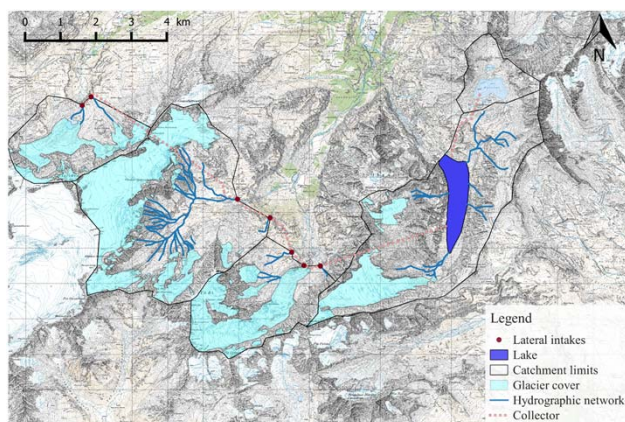 0 1 2 3 4 km
N
Legend
Lateral intakes
Lake
Catchment limits
Glacier cover
Hydrographic network
Collector